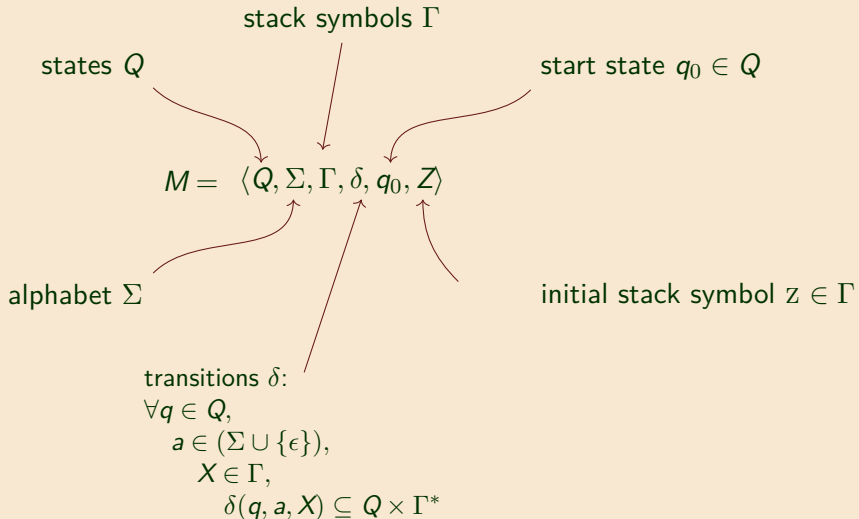 stack symbols Γ
states Q
start state q₀ ∈ Q
M = ⟨Q, Σ, Γ, δ, q₀, Z⟩
alphabet Σ
initial stack symbol z ∈ Γ
transitions δ:
∀q ∈ Q,
a ∈ (Σ ∪ {ϵ}),
X ∈ Γ,
δ(q, a, X) ⊆ Q × Γ*